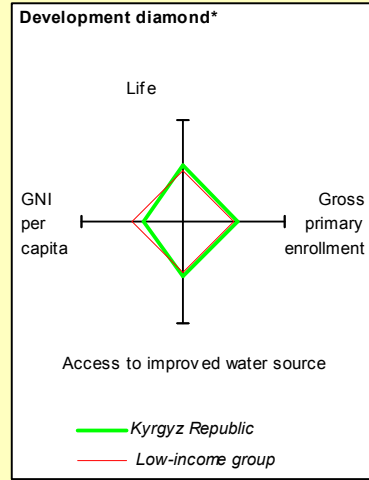 Development diamond*
Life
GNI
per
capita
Gross
primary
enrollment
Access to improved water source
Kyrgyz Republic
Low-income group